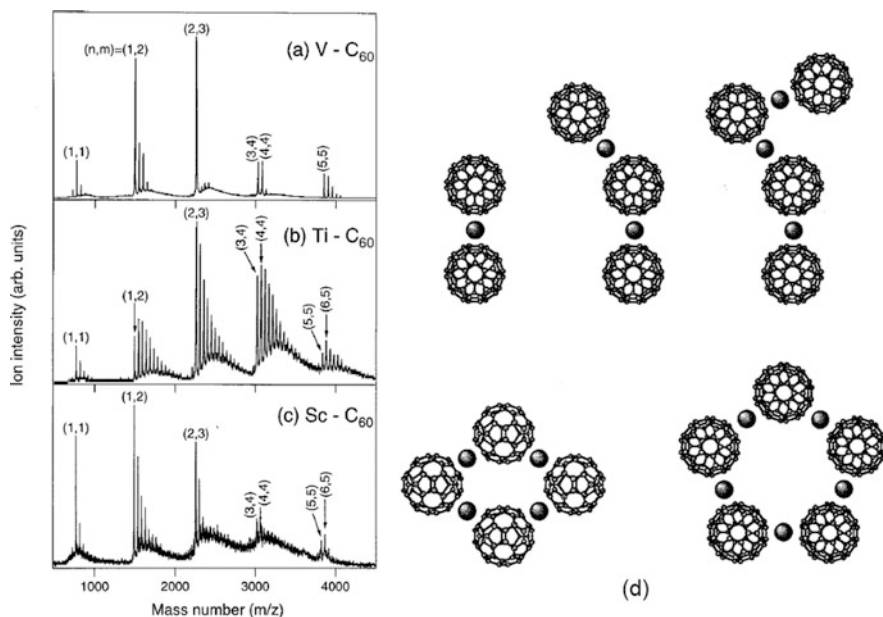 (a) V - C60
(n,m)=(1,2)
(2,3)
(1,1)
(3,4)
(4,4)
(5,5)
(b) Ti - C60
(2,3)
(3,4)
(4,4)
(1,2)
(1,1)
(5,5)
(6,5)
(c) Sc - C60
(1,2)
(1,1)
(2,3)
(3,4)
(4,4)
(5,5)
(6,5)
Ion intensity (arb. units)
1000 2000 3000 4000
Mass number (m/z)
(d)